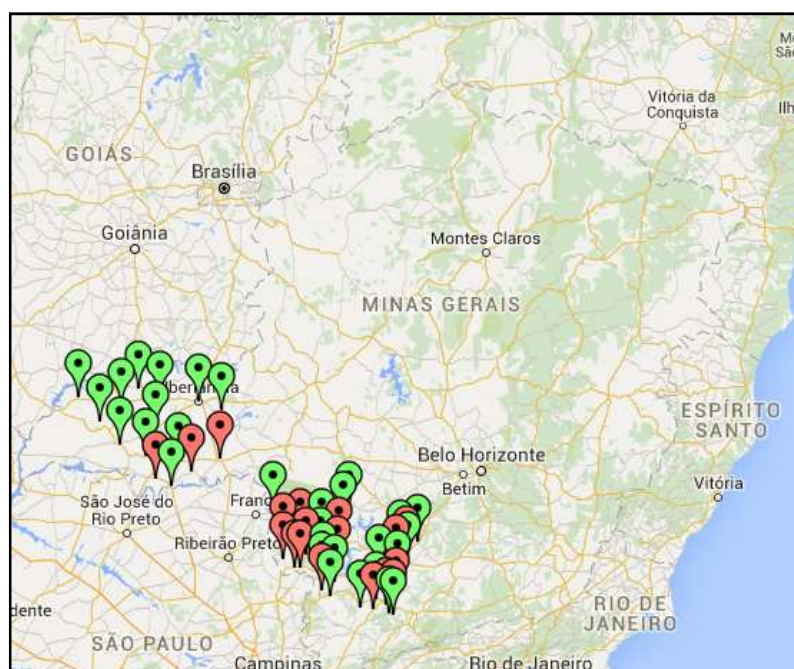 Vitória da
Conquista
GOIÁS
Brasília
Goiânia
Montes Claros
MINAS GERAIS
ESPÍRITO
SANTO
Belo Horizonte
Betim
Vitória
São José do
Rio Preto
Ribeirão Preto
RIO DE
JANEIRO
SÃO PAULO
Campinas
Rio de Janeiro